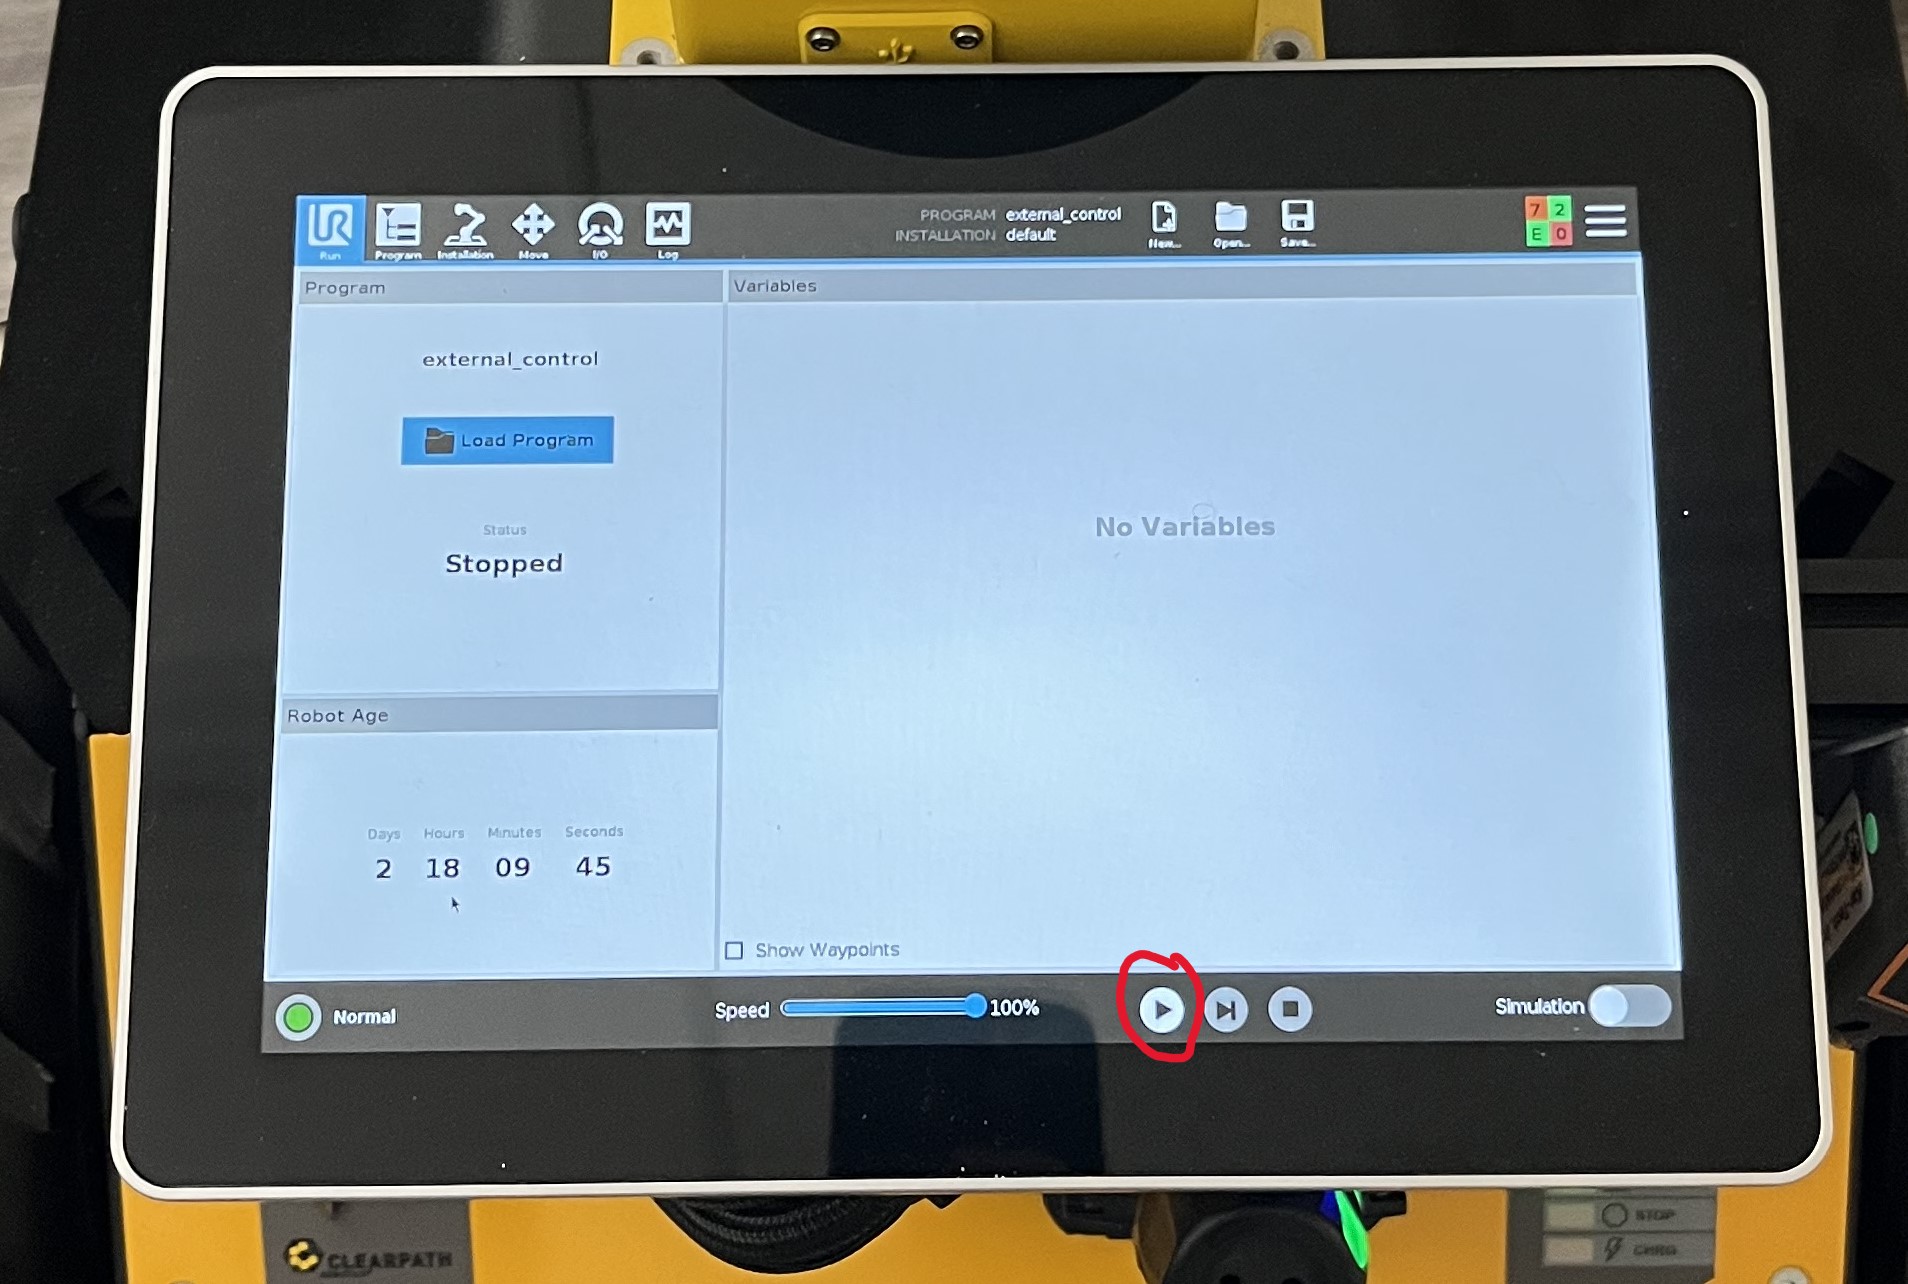 Run
Program
Installation
Move
I/O
Log
PROGRAM external_control
INSTALLATION default
New...
Open...
Save...
7 2
E 0
Program
Variables
external_control
Load Program
Status
Stopped
No Variables
Robot Age
Days Hours Minutes Seconds
2 18 09 45
Show Waypoints
Normal
Speed 100%
Simulation
STOP
CHRG
CLEARPATH